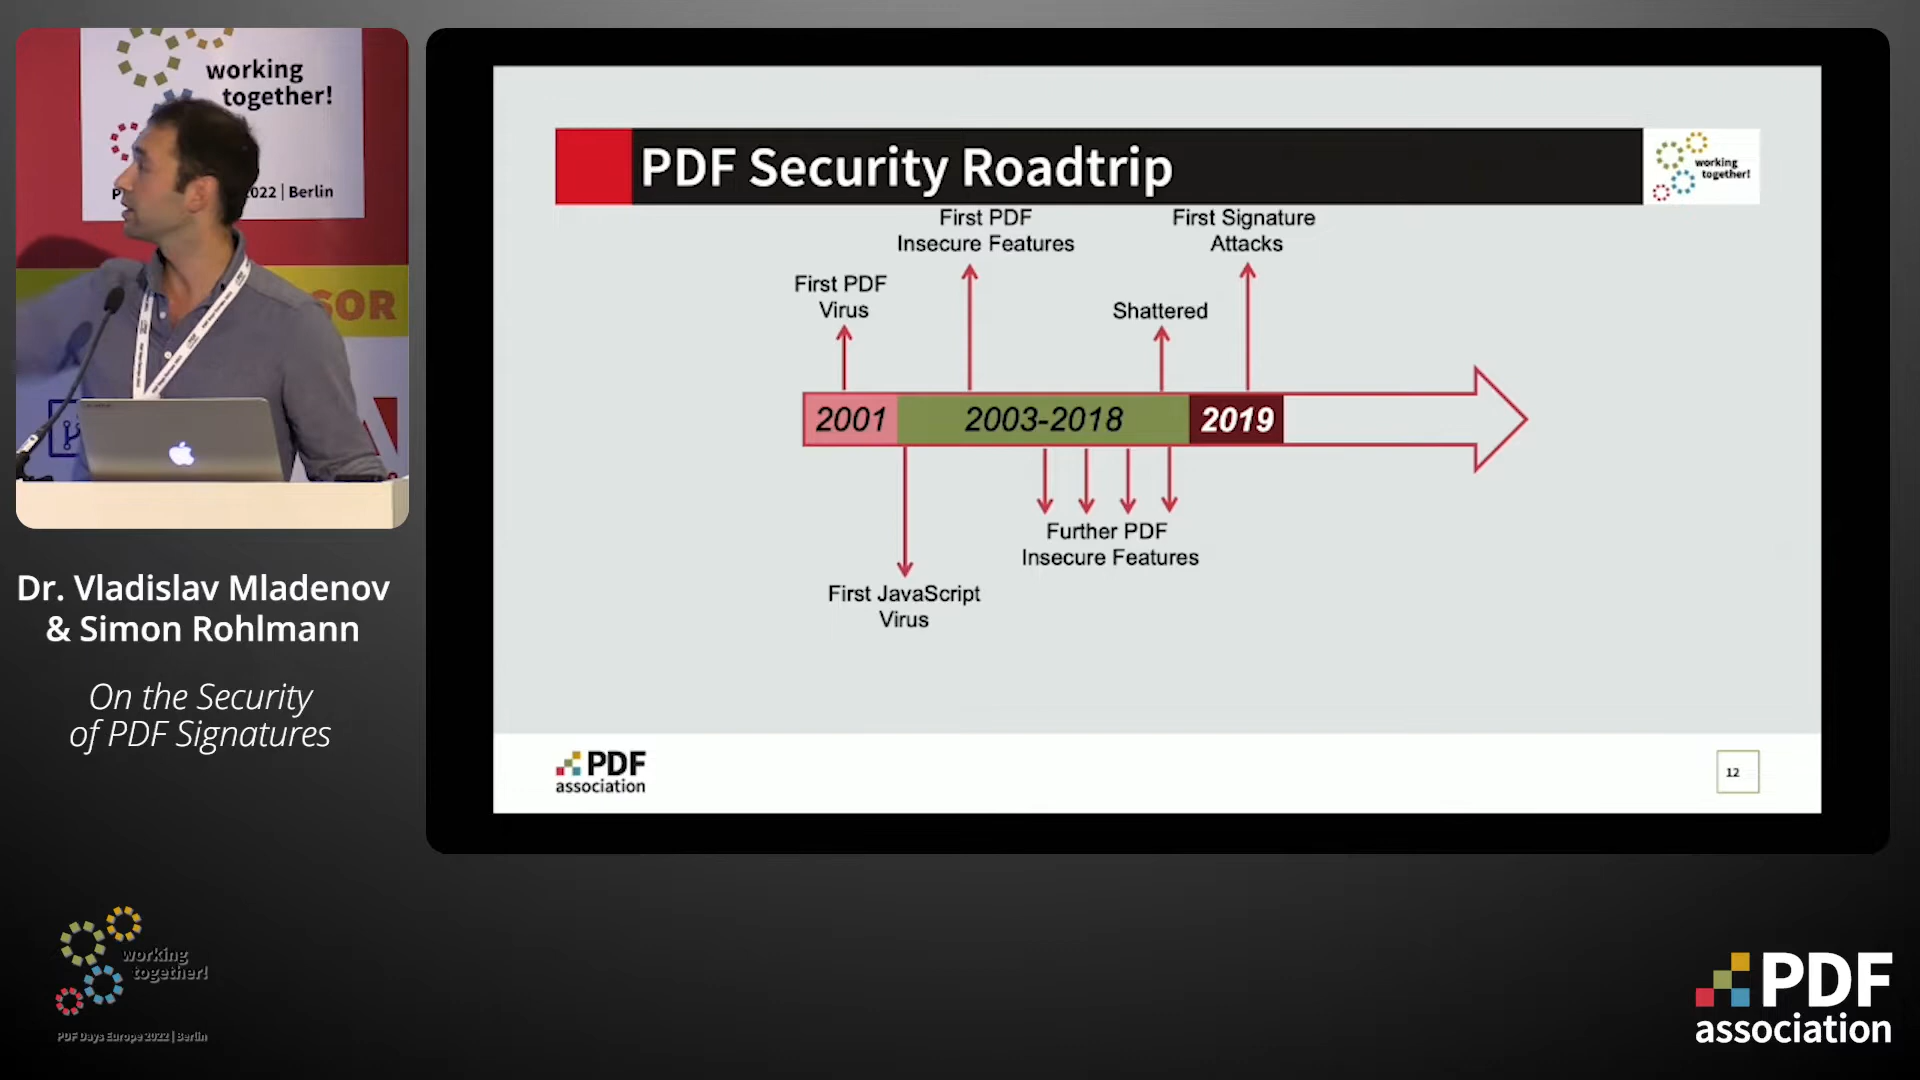 working
together!
2022 | Berlin
SOR
Dr. Vladislav Mladenov
& Simon Rohlmann
On the Security
of PDF Signatures
working
together!
PDF Days Europe 2022 | Berlin
PDF Security Roadtrip
working
together!
First PDF
Insecure Features
First Signature
Attacks
First PDF
Virus
Shattered
2001
2003-2018
2019
Further PDF
Insecure Features
First JavaScript
Virus
PDF
association
12
PDF
association